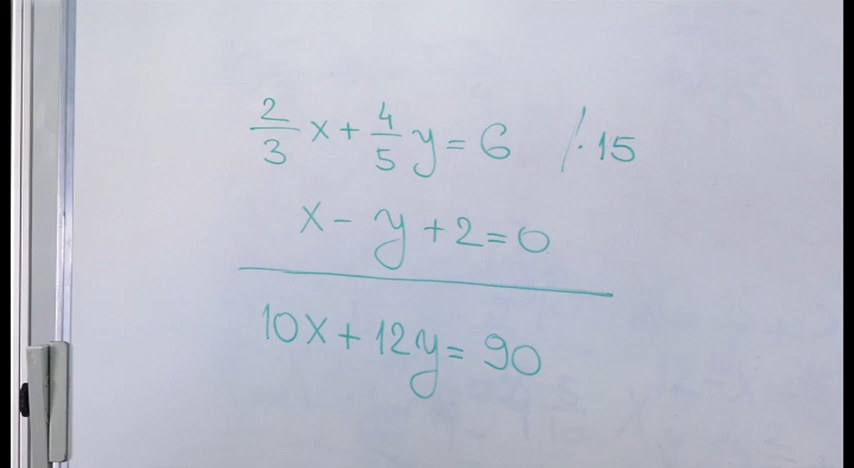 2/3 x + 4/5 y = 6 /·15
x - y + 2 = 0
10x + 12y = 90